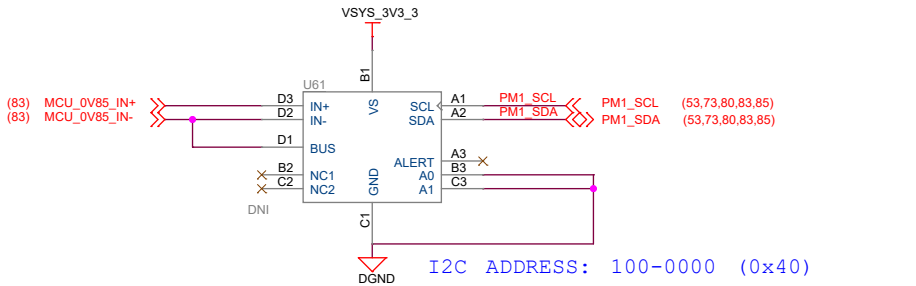 VSYS_3V3_3
U61
B1
VS
(83) MCU_0V85_IN+ D3 IN+ SCL A1 PM1_SCL PM1_SCL (53,73,80,83,85)
(83) MCU_0V85_IN- D2 IN- SDA A2 PM1_SDA PM1_SDA (53,73,80,83,85)
D1 BUS
ALERT A3
B2 NC1 A0 B3
C2 NC2 A1 C3
GND
DNI
C1
DGND
I2C ADDRESS: 100-0000 (0x40)